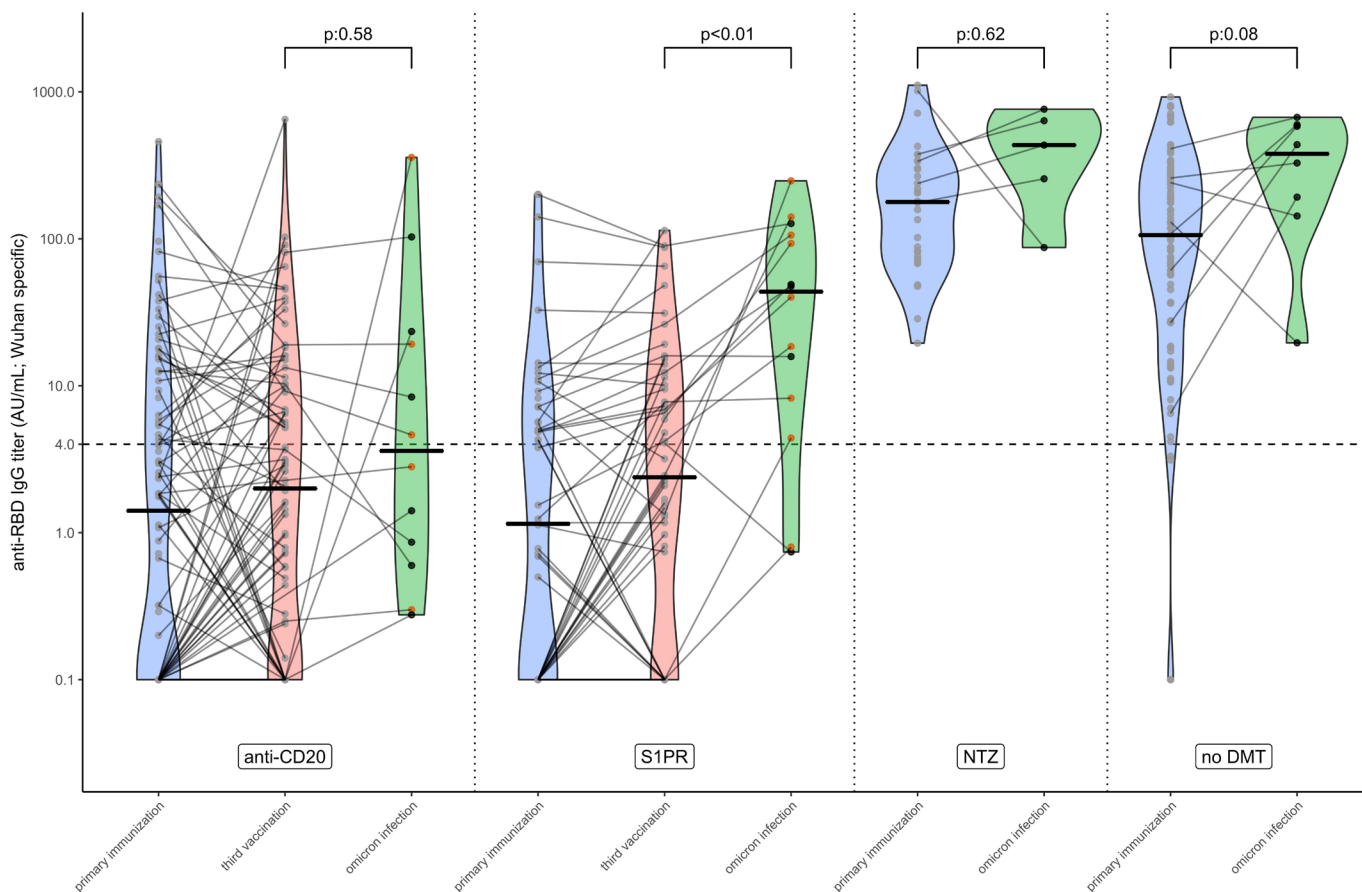 p:0.58
p<0.01
p:0.62
p:0.08
anti-RBD IgG titer (AU/mL; Wuhan specific)
1000.0
100.0
10.0
4.0
1.0
0.1
anti-CD20
S1PR
NTZ
no DMT
primary immunization
third vaccination
omicron infection
primary immunization
third vaccination
omicron infection
primary immunization
omicron infection
primary immunization
omicron infection